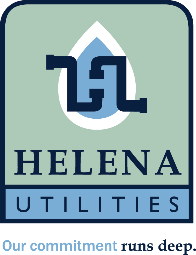 HELENA
UTILITIES
Our commitment runs deep.